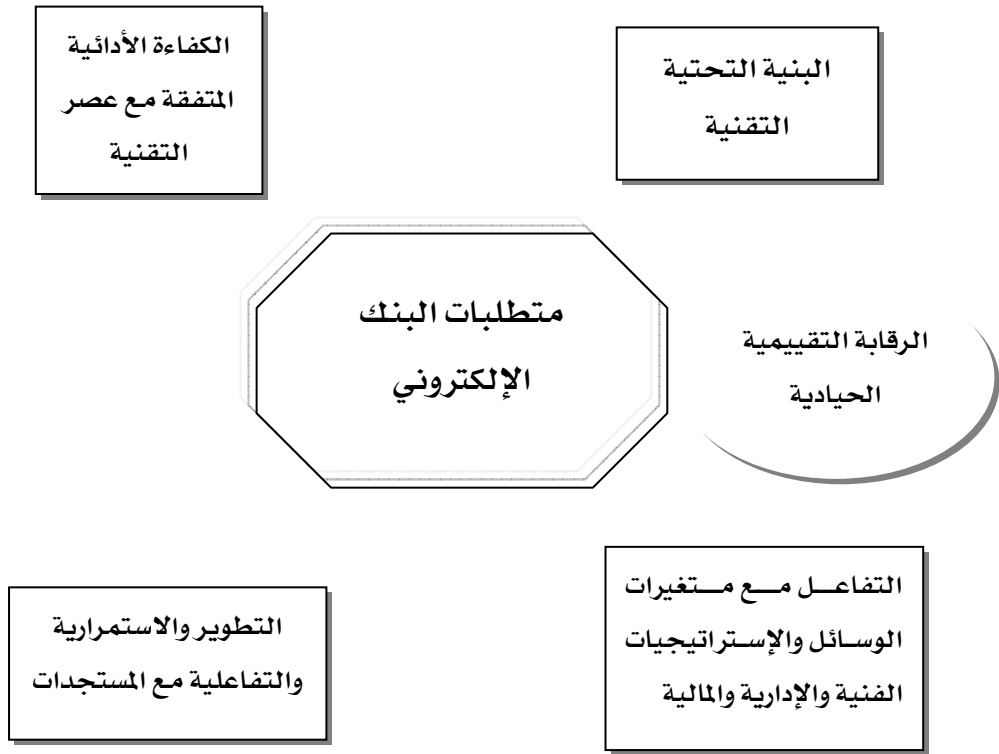 البنية التحتية
التقنية
الكفاءة الأدائية
المتفقة مع عصر
التقنية
متطلبات البنك
الإلكتروني
الرقابة التقييمية
الحيادية
التفاعل مع متغيرات
الوسائل والإستراتيجيات
الفنية والإدارية والمالية
التطوير والاستمرارية
والتفاعلية مع المستجدات